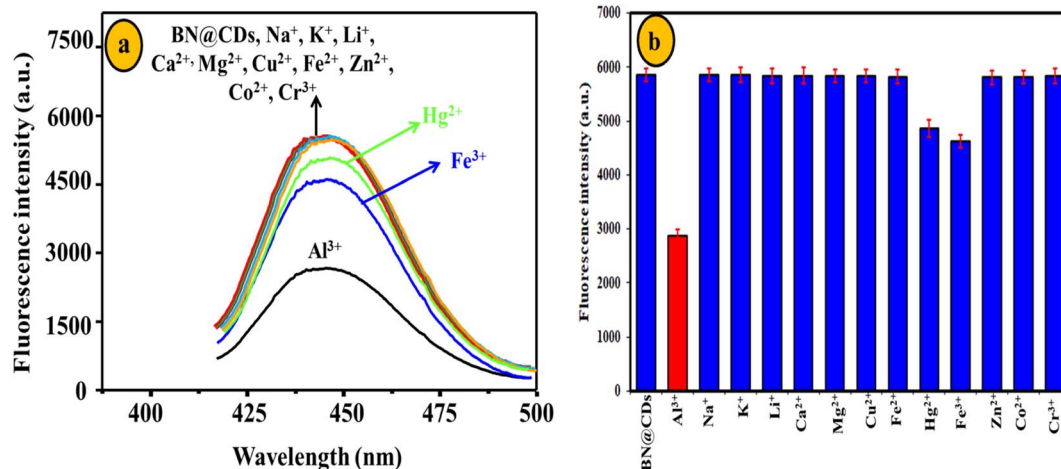 a
BN@CDs, Na⁺, K⁺, Li⁺,
Ca²⁺, Mg²⁺, Cu²⁺, Fe²⁺, Zn²⁺,
Co²⁺, Cr³⁺
Hg²⁺
Fe³⁺
Al³⁺
Fluorescence intensity (a.u.)
7500
6000
4500
3000
1500
0
400
425
450
475
500
Wavelength (nm)
b
Fluorescence intensity (a.u.)
7000
6000
5000
4000
3000
2000
1000
0
BN@CDs
Al³⁺
Na⁺
K⁺
Li⁺
Ca²⁺
Mg²⁺
Cu²⁺
Fe²⁺
Hg²⁺
Fe³⁺
Zn²⁺
Co²⁺
Cr³⁺